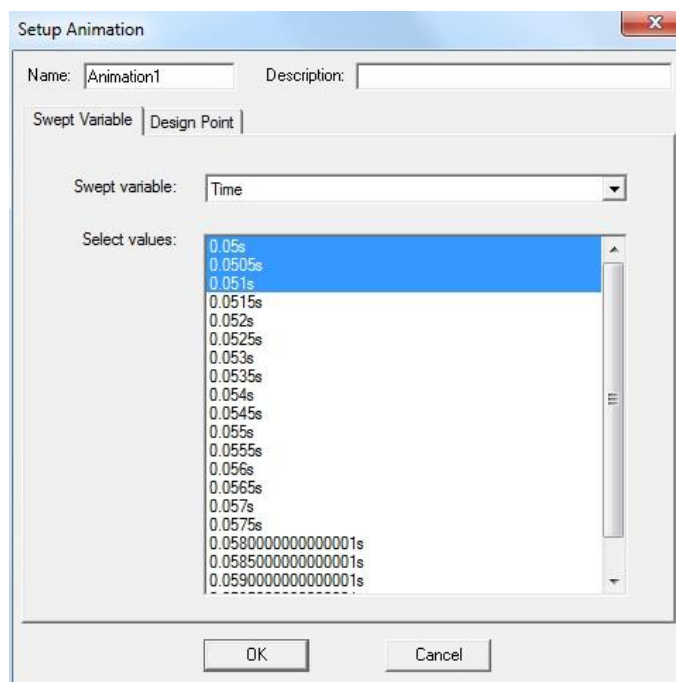 Setup Animation
Name: Animation1 Description:
Swept Variable Design Point
Swept variable: Time
Select values:
0.05s
0.0505s
0.051s
0.0515s
0.052s
0.0525s
0.053s
0.0535s
0.054s
0.0545s
0.055s
0.0555s
0.056s
0.0565s
0.057s
0.0575s
0.0580000000000001s
0.0585000000000001s
0.0590000000000001s
OK Cancel